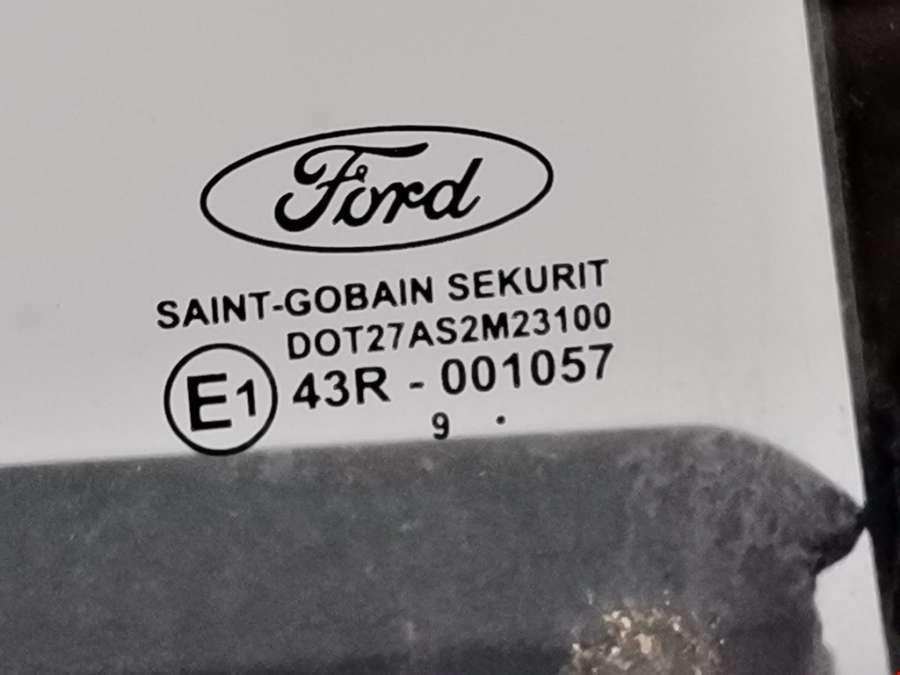 Ford
SAINT-GOBAIN SEKURIT
DOT27AS2M23100
E1 43R - 001057
9 .